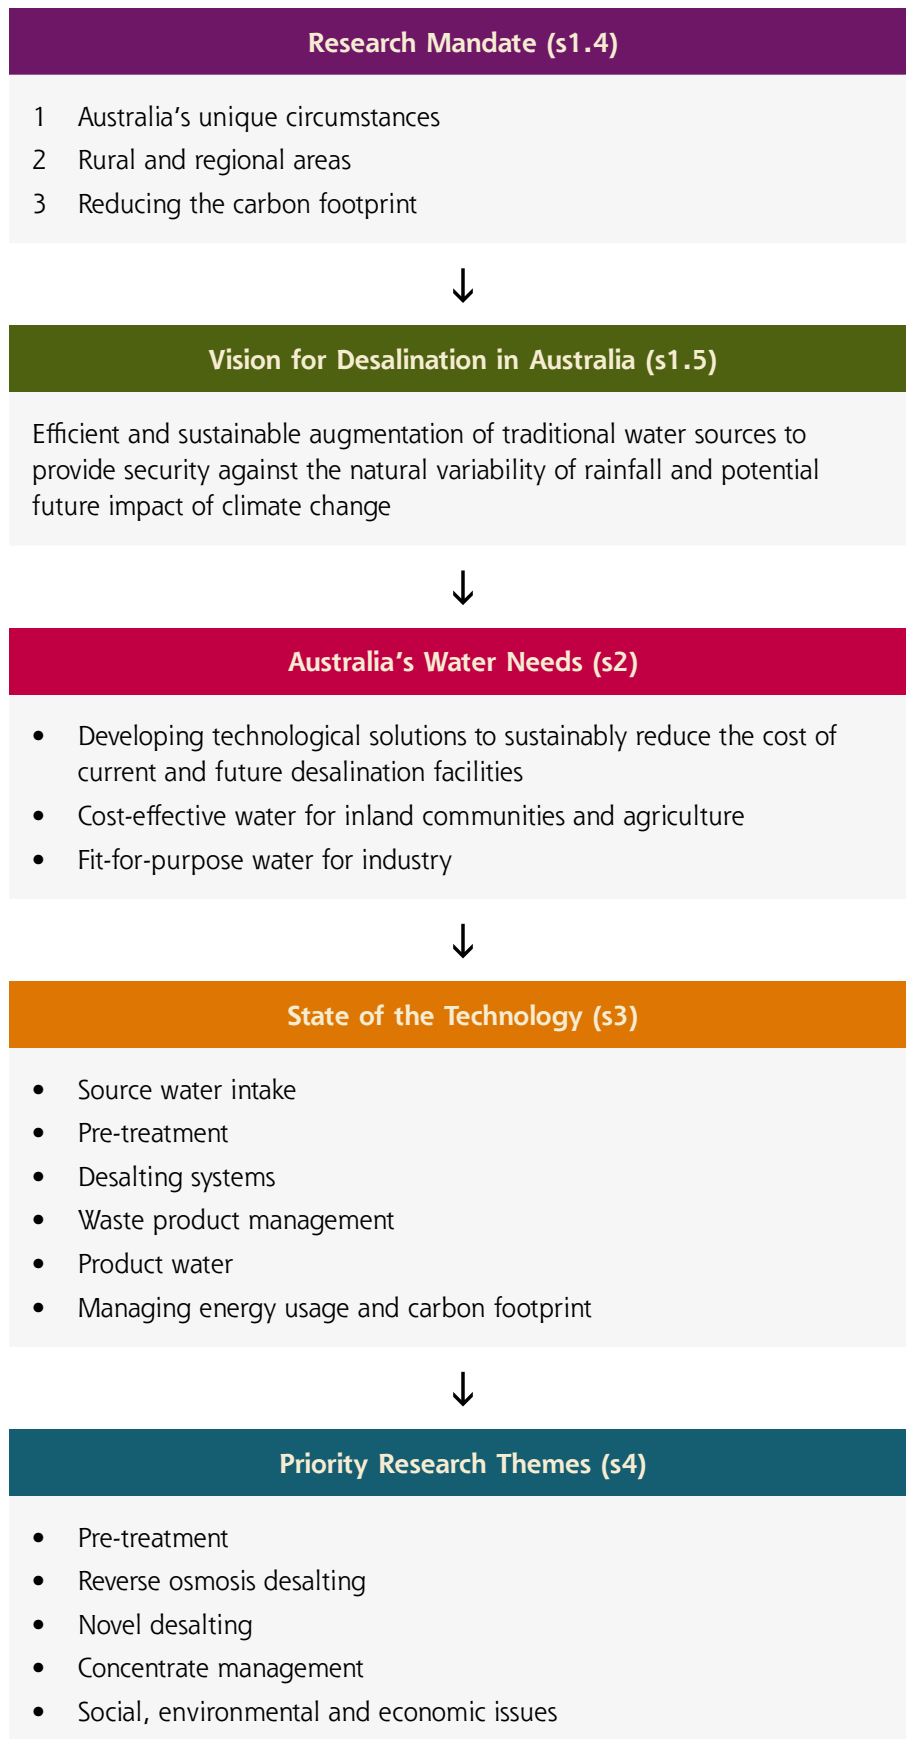 Research Mandate (s1.4)
1 Australia's unique circumstances
2 Rural and regional areas
3 Reducing the carbon footprint
↓
Vision for Desalination in Australia (s1.5)
Efficient and sustainable augmentation of traditional water sources to
provide security against the natural variability of rainfall and potential
future impact of climate change
↓
Australia's Water Needs (s2)
• Developing technological solutions to sustainably reduce the cost of
current and future desalination facilities
• Cost-effective water for inland communities and agriculture
• Fit-for-purpose water for industry
↓
State of the Technology (s3)
• Source water intake
• Pre-treatment
• Desalting systems
• Waste product management
• Product water
• Managing energy usage and carbon footprint
↓
Priority Research Themes (s4)
• Pre-treatment
• Reverse osmosis desalting
• Novel desalting
• Concentrate management
• Social, environmental and economic issues